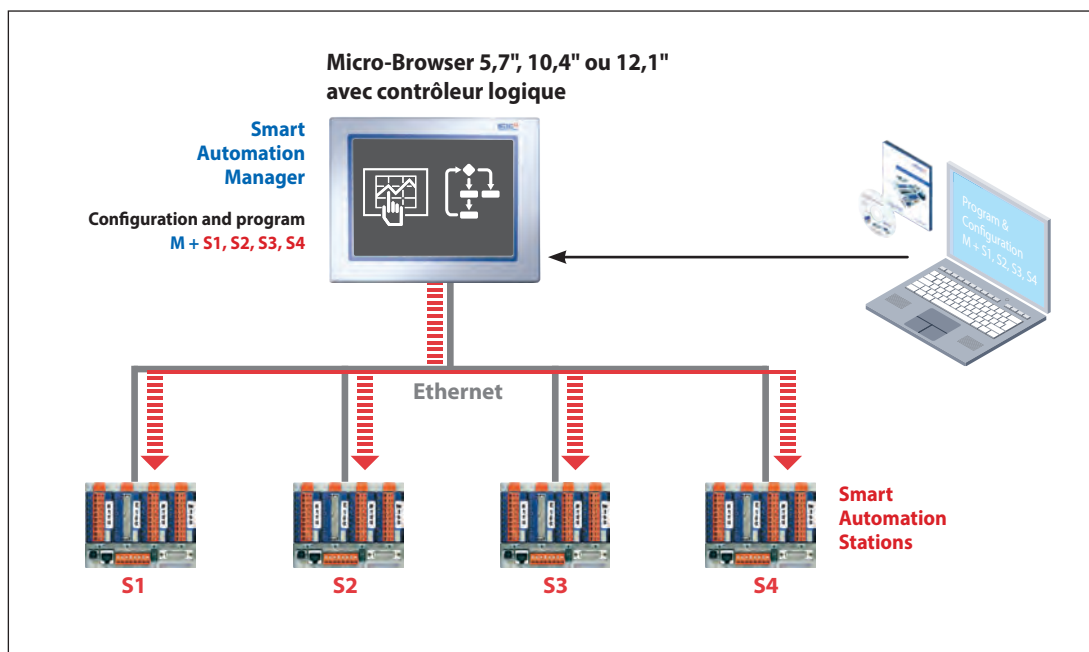 Micro-Browser 5,7", 10,4" ou 12,1"
avec contrôleur logique
Smart
Automation
Manager
Configuration and program
M + S1, S2, S3, S4
Program &
Configuration
M + S1, S2, S3, S4
Ethernet
S1
S2
S3
S4
Smart
Automation
Stations